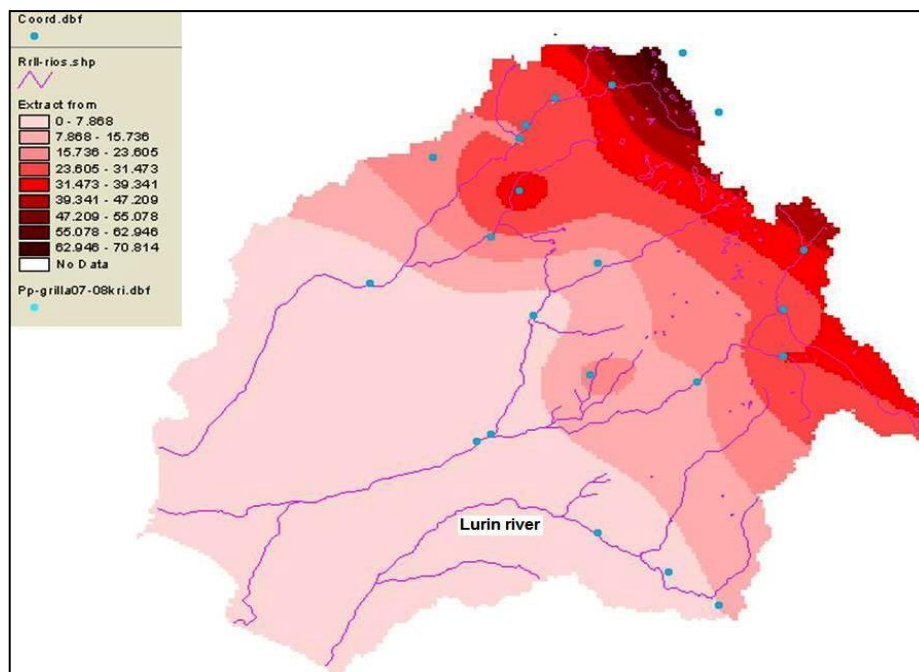 Coord.dbf
Rrll-rios.shp
Extract from
0 - 7.868
7.868 - 15.736
15.736 - 23.605
23.605 - 31.473
31.473 - 39.341
39.341 - 47.209
47.209 - 55.078
55.078 - 62.946
62.946 - 70.814
No Data
Pp-grilla07-08kri.dbf
Lurin river